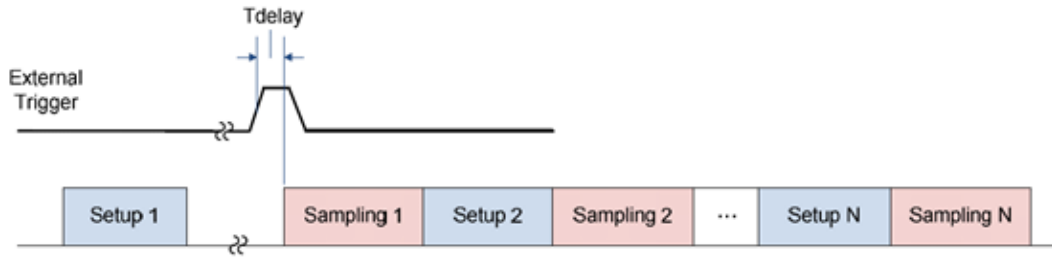 Tdelay
External
Trigger
Setup 1
Sampling 1
Setup 2
Sampling 2
...
Setup N
Sampling N